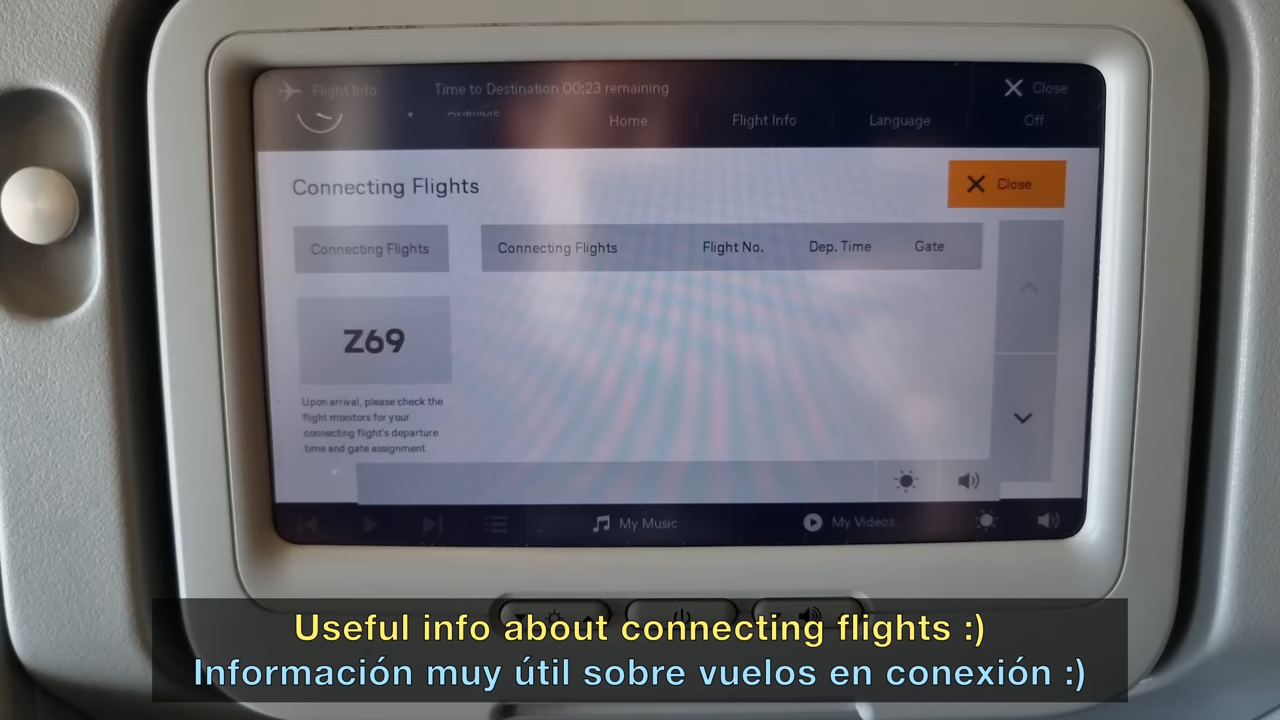 Flight Info
Time to Destination 00:23 remaining
Close
Available
Home
Flight Info
Language
Off
Connecting Flights
Close
Connecting Flights
Connecting Flights
Flight No.
Dep. Time
Gate
Z69
Upon arrival, please check the
flight monitors for your
connecting flight's departure
time and gate assignment
My Music
My Videos
Useful info about connecting flights :)
Información muy útil sobre vuelos en conexión :)